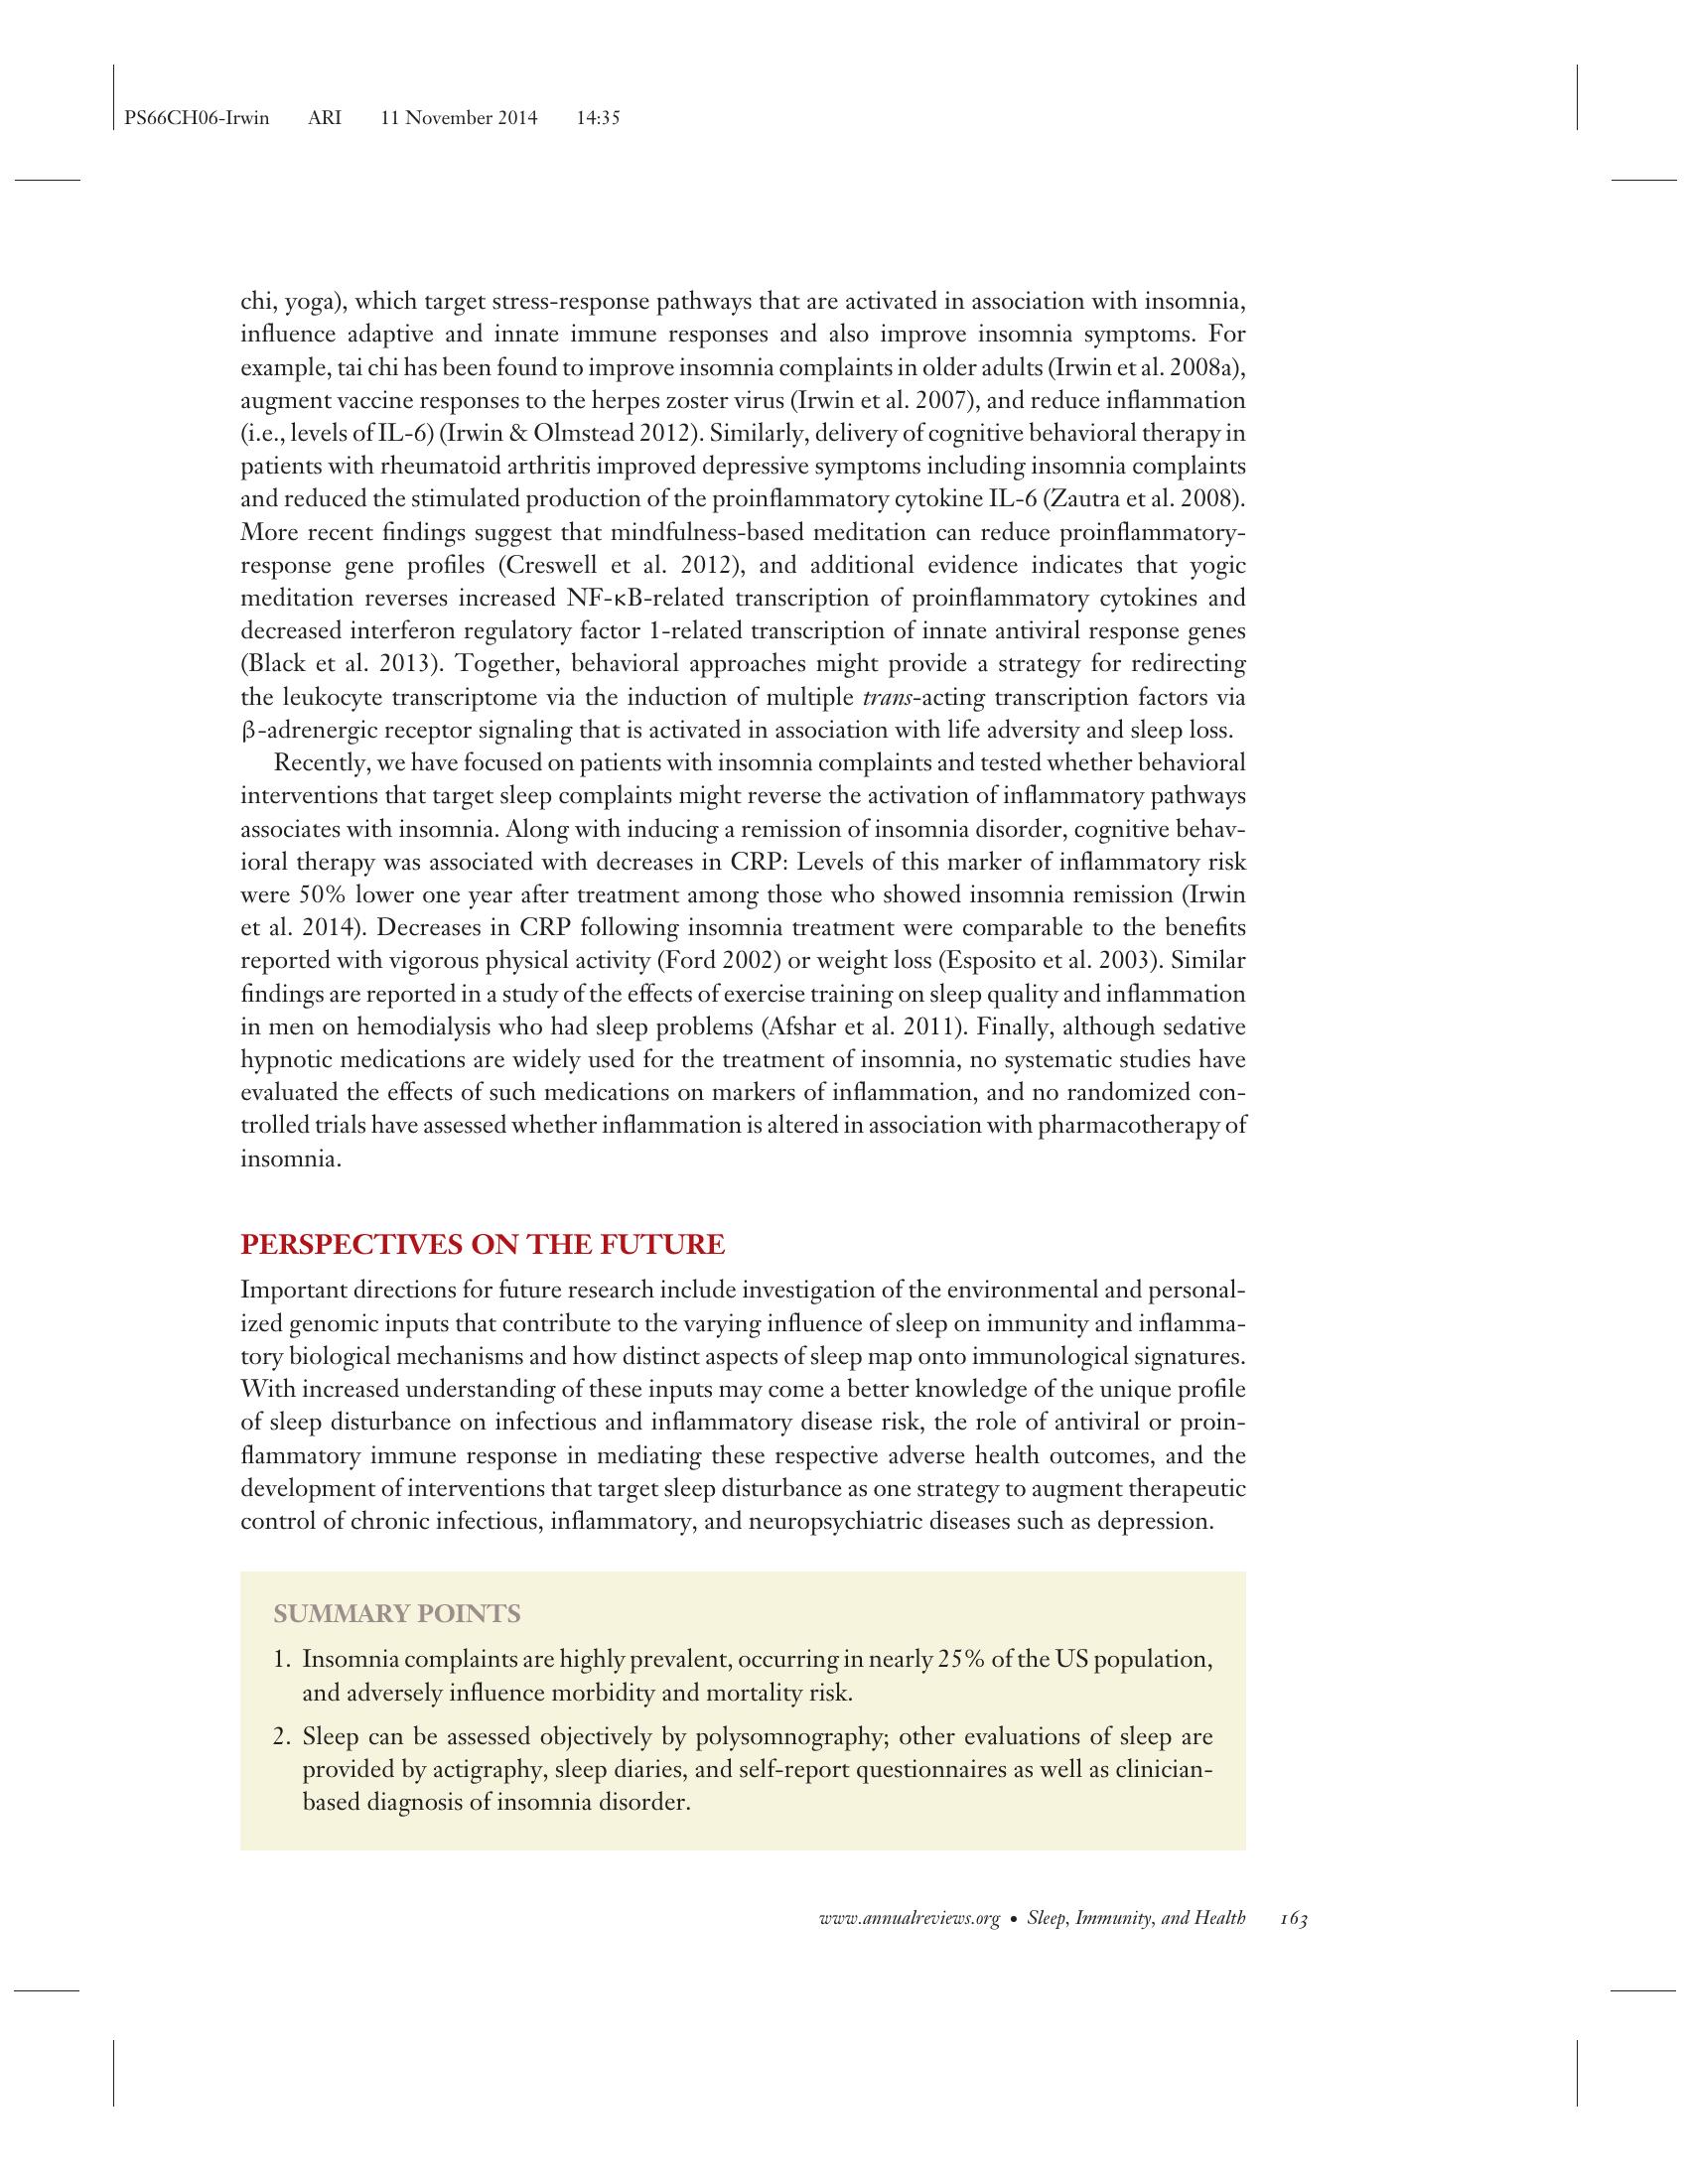 PS66CH06-Irwin ARI 11 November 2014 14:35
chi, yoga), which target stress-response pathways that are activated in association with insomnia,
influence adaptive and innate immune responses and also improve insomnia symptoms. For
example, tai chi has been found to improve insomnia complaints in older adults (Irwin et al. 2008a),
augment vaccine responses to the herpes zoster virus (Irwin et al. 2007), and reduce inflammation
(i.e., levels of IL-6) (Irwin & Olmstead 2012). Similarly, delivery of cognitive behavioral therapy in
patients with rheumatoid arthritis improved depressive symptoms including insomnia complaints
and reduced the stimulated production of the proinflammatory cytokine IL-6 (Zautra et al. 2008).
More recent findings suggest that mindfulness-based meditation can reduce proinflammatory-
response gene profiles (Creswell et al. 2012), and additional evidence indicates that yogic
meditation reverses increased NF-κB-related transcription of proinflammatory cytokines and
decreased interferon regulatory factor 1-related transcription of innate antiviral response genes
(Black et al. 2013). Together, behavioral approaches might provide a strategy for redirecting
the leukocyte transcriptome via the induction of multiple trans-acting transcription factors via
β-adrenergic receptor signaling that is activated in association with life adversity and sleep loss.
Recently, we have focused on patients with insomnia complaints and tested whether behavioral
interventions that target sleep complaints might reverse the activation of inflammatory pathways
associates with insomnia. Along with inducing a remission of insomnia disorder, cognitive behav-
ioral therapy was associated with decreases in CRP: Levels of this marker of inflammatory risk
were 50% lower one year after treatment among those who showed insomnia remission (Irwin
et al. 2014). Decreases in CRP following insomnia treatment were comparable to the benefits
reported with vigorous physical activity (Ford 2002) or weight loss (Esposito et al. 2003). Similar
findings are reported in a study of the effects of exercise training on sleep quality and inflammation
in men on hemodialysis who had sleep problems (Afshar et al. 2011). Finally, although sedative
hypnotic medications are widely used for the treatment of insomnia, no systematic studies have
evaluated the effects of such medications on markers of inflammation, and no randomized con-
trolled trials have assessed whether inflammation is altered in association with pharmacotherapy of
insomnia.
PERSPECTIVES ON THE FUTURE
Important directions for future research include investigation of the environmental and personal-
ized genomic inputs that contribute to the varying influence of sleep on immunity and inflamma-
tory biological mechanisms and how distinct aspects of sleep map onto immunological signatures.
With increased understanding of these inputs may come a better knowledge of the unique profile
of sleep disturbance on infectious and inflammatory disease risk, the role of antiviral or proin-
flammatory immune response in mediating these respective adverse health outcomes, and the
development of interventions that target sleep disturbance as one strategy to augment therapeutic
control of chronic infectious, inflammatory, and neuropsychiatric diseases such as depression.
SUMMARY POINTS
1. Insomnia complaints are highly prevalent, occurring in nearly 25% of the US population,
and adversely influence morbidity and mortality risk.
2. Sleep can be assessed objectively by polysomnography; other evaluations of sleep are
provided by actigraphy, sleep diaries, and self-report questionnaires as well as clinician-
based diagnosis of insomnia disorder.
www.annualreviews.org • Sleep, Immunity, and Health 163